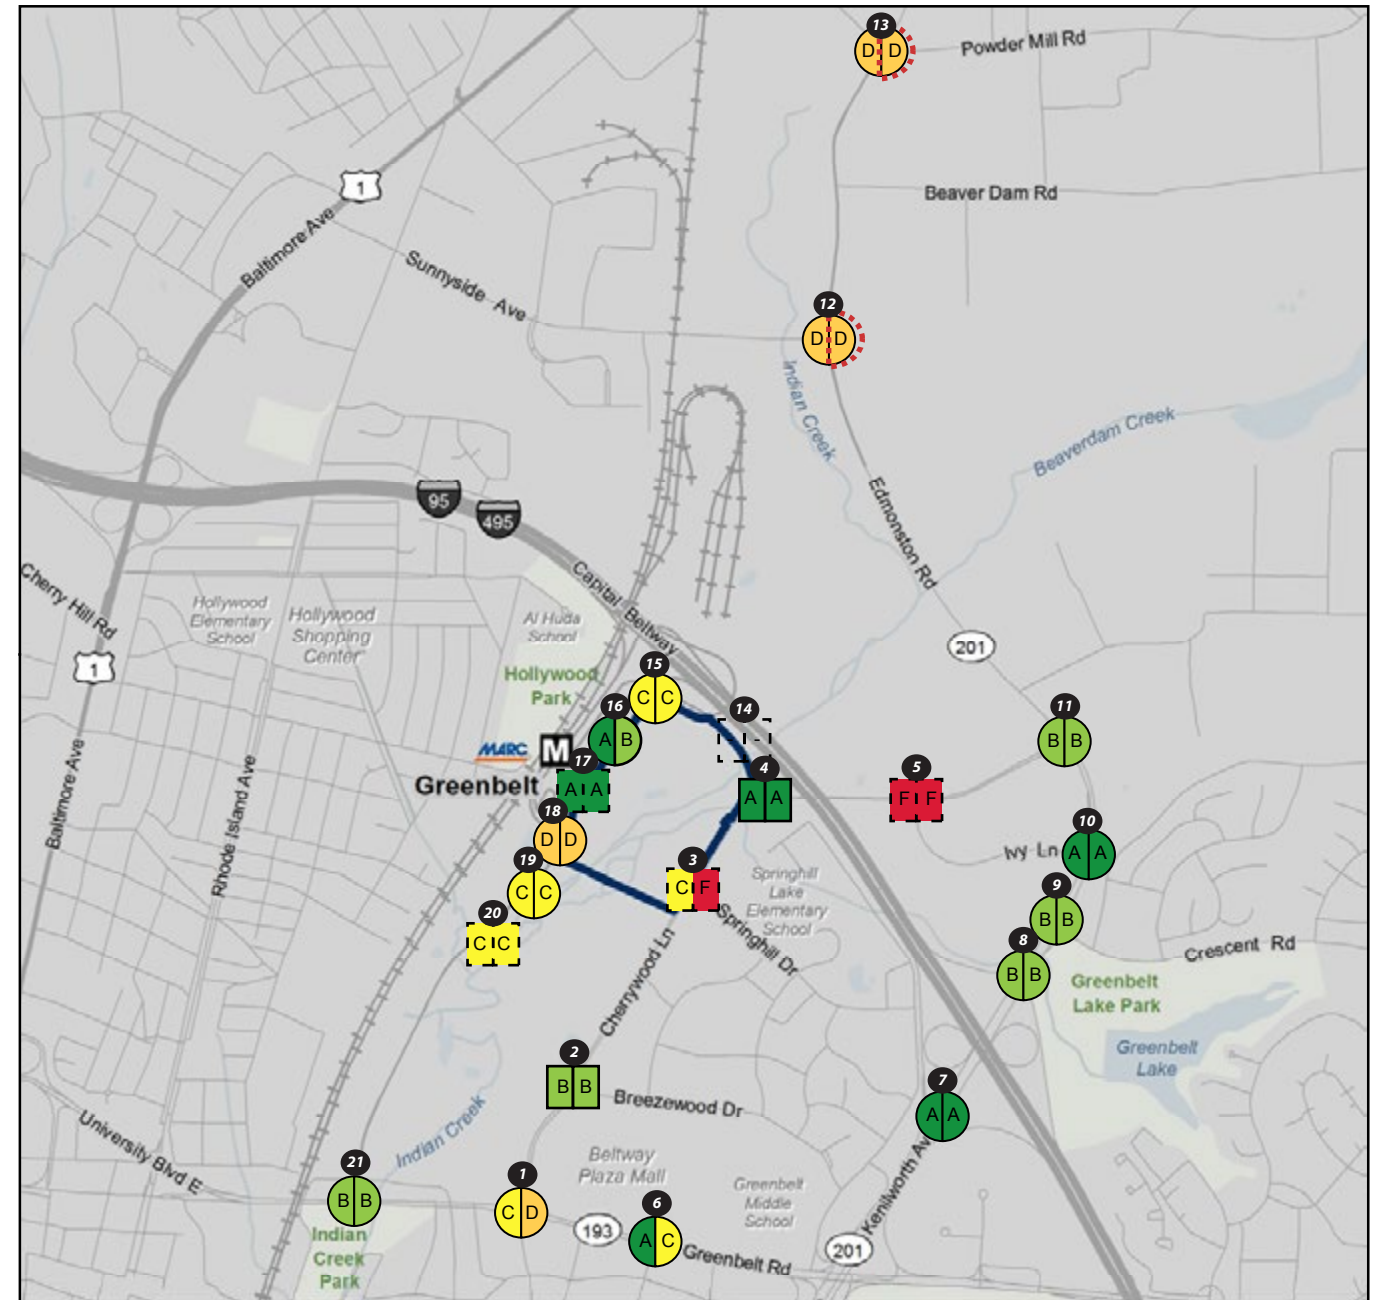 13
D D
Powder Mill Rd
1
Baltimore Ave
Beaver Dam Rd
Sunnyside Ave
12
D D
Indian Creek
Beaverdam Creek
95
495
Edmonston Rd
Cherry Hill Rd
Capital Beltway
Hollywood
Elementary
School
Hollywood
Shopping
Center
Al Huda
School
201
1
Hollywood
Park
15
C C
16
A B
14
- -
11
B B
MARC
M
Greenbelt
17
A A
4
A A
5
F F
Baltimore Ave
Rhode Island Ave
18
D D
10
A A
Ivy Ln
19
C C
3
C F
Springhill
Lake
Elementary
School
9
B B
20
C C
Springhill Dr
Cherrywood Ln
8
B B
Crescent Rd
Greenbelt
Lake Park
Greenbelt
Lake
2
B B
Breezewood Dr
7
A A
Indian Creek
University Blvd E
Beltway
Plaza Mall
Greenbelt
Middle
School
Kenilworth Av
21
B B
1
C D
6
A C
193
Greenbelt Rd
201
Indian
Creek
Park